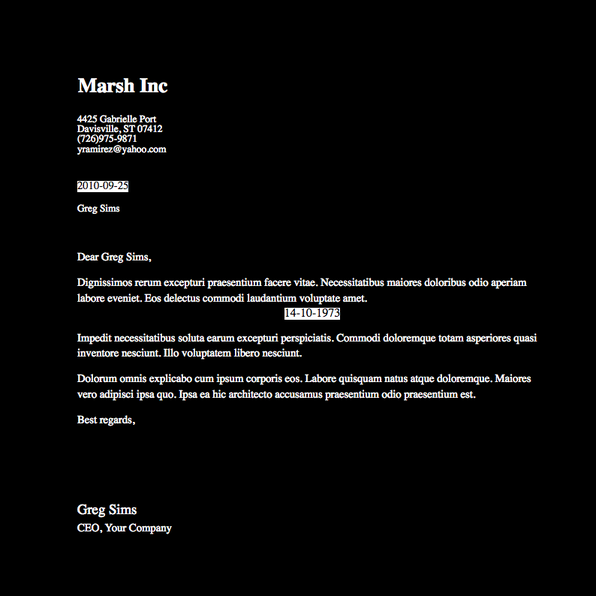 Marsh Inc
4425 Gabrielle Port
Davisville, ST 07412
(726)975-9871
yramirez@yahoo.com
2010-09-25
Greg Sims
Dear Greg Sims,
Dignissimos rerum excepturi praesentium facere vitae. Necessitatibus maiores doloribus odio aperiam
labore eveniet. Eos delectus commodi laudantium voluptate amet.
14-10-1973
Impedit necessitatibus soluta earum excepturi perspiciatis. Commodi doloremque totam asperiores quasi
inventore nesciunt. Illo voluptatem libero nesciunt.
Dolorum omnis explicabo cum ipsum corporis eos. Labore quisquam natus atque doloremque. Maiores
vero adipisci ipsa quo. Ipsa ea hic architecto accusamus praesentium odio praesentium est.
Best regards,
Greg Sims
CEO, Your Company